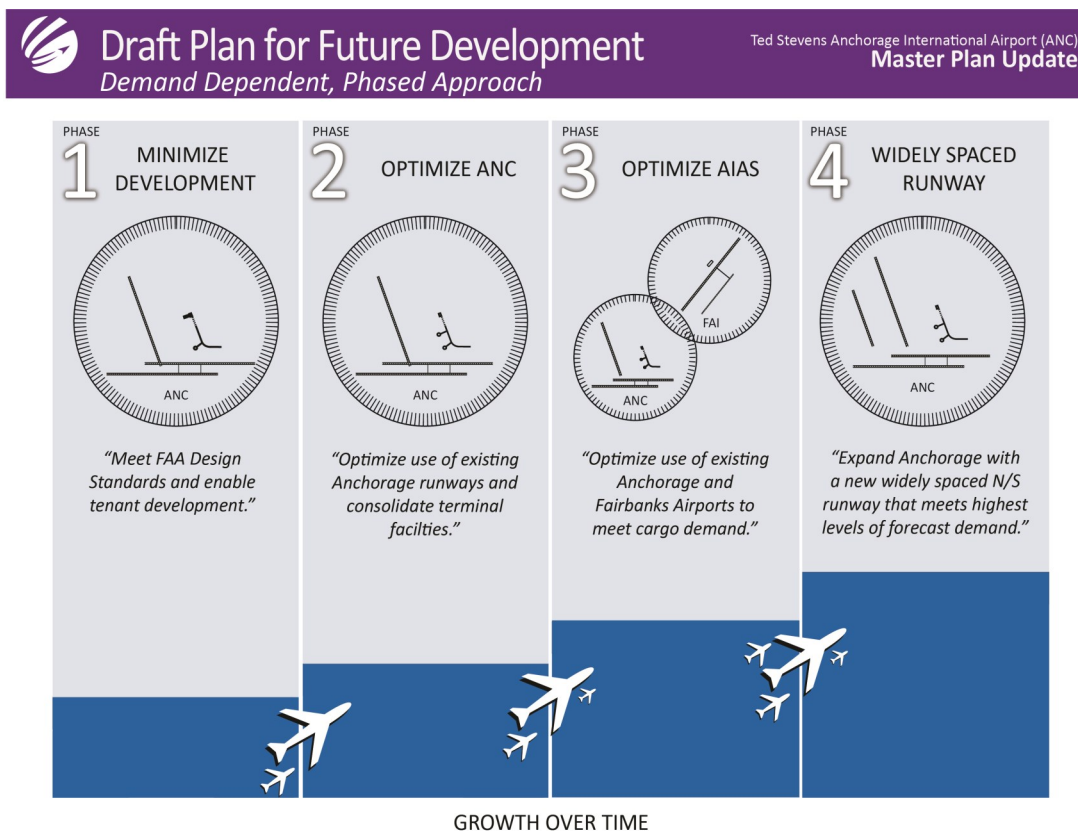 Draft Plan for Future Development
Demand Dependent, Phased Approach
Ted Stevens Anchorage International Airport (ANC)
Master Plan Update
PHASE
1
MINIMIZE
DEVELOPMENT
ANC
“Meet FAA Design
Standards and enable
tenant development.”
PHASE
2
OPTIMIZE ANC
ANC
“Optimize use of existing
Anchorage runways and
consolidate terminal
facilties.”
PHASE
3
OPTIMIZE AIAS
FAI
ANC
“Optimize use of existing
Anchorage and
Fairbanks Airports to
meet cargo demand.”
PHASE
4
WIDELY SPACED
RUNWAY
ANC
“Expand Anchorage with
a new widely spaced N/S
runway that meets highest
levels of forecast demand.”
GROWTH OVER TIME